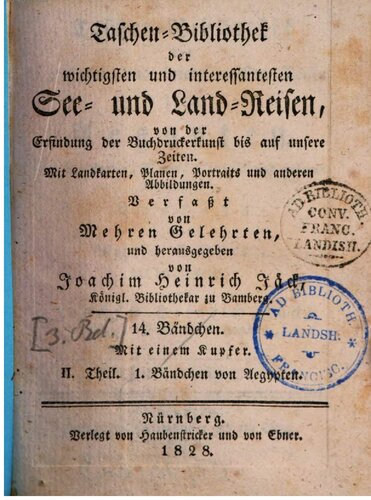 Taschen-Bibliothek
der
wichtigsten und interessantesten
See- und Land-Reisen,
von der
Erfindung der Buchdruckerkunst bis auf unsere
Zeiten.
Mit Landkarten, Planen, Portraits und anderen
Abbildungen.
Verfaßt
von
Mehren Gelehrten,
und herausgegeben
von
Joachim Heinrich Jäck,
Königl. Bibliothekar zu Bamberg.
AD BIBLIOTH
CONV.
FRANC.
LANDISH.
[3. Bd.]
14. Bändchen.
Mit einem Kupfer.
II. Theil. 1. Bändchen von Aegypten.
AD BIBLIOTH
LANDSH.
FRANCISC.
Nürnberg.
Verlegt von Haubenstricker und von Ebner.
1828.